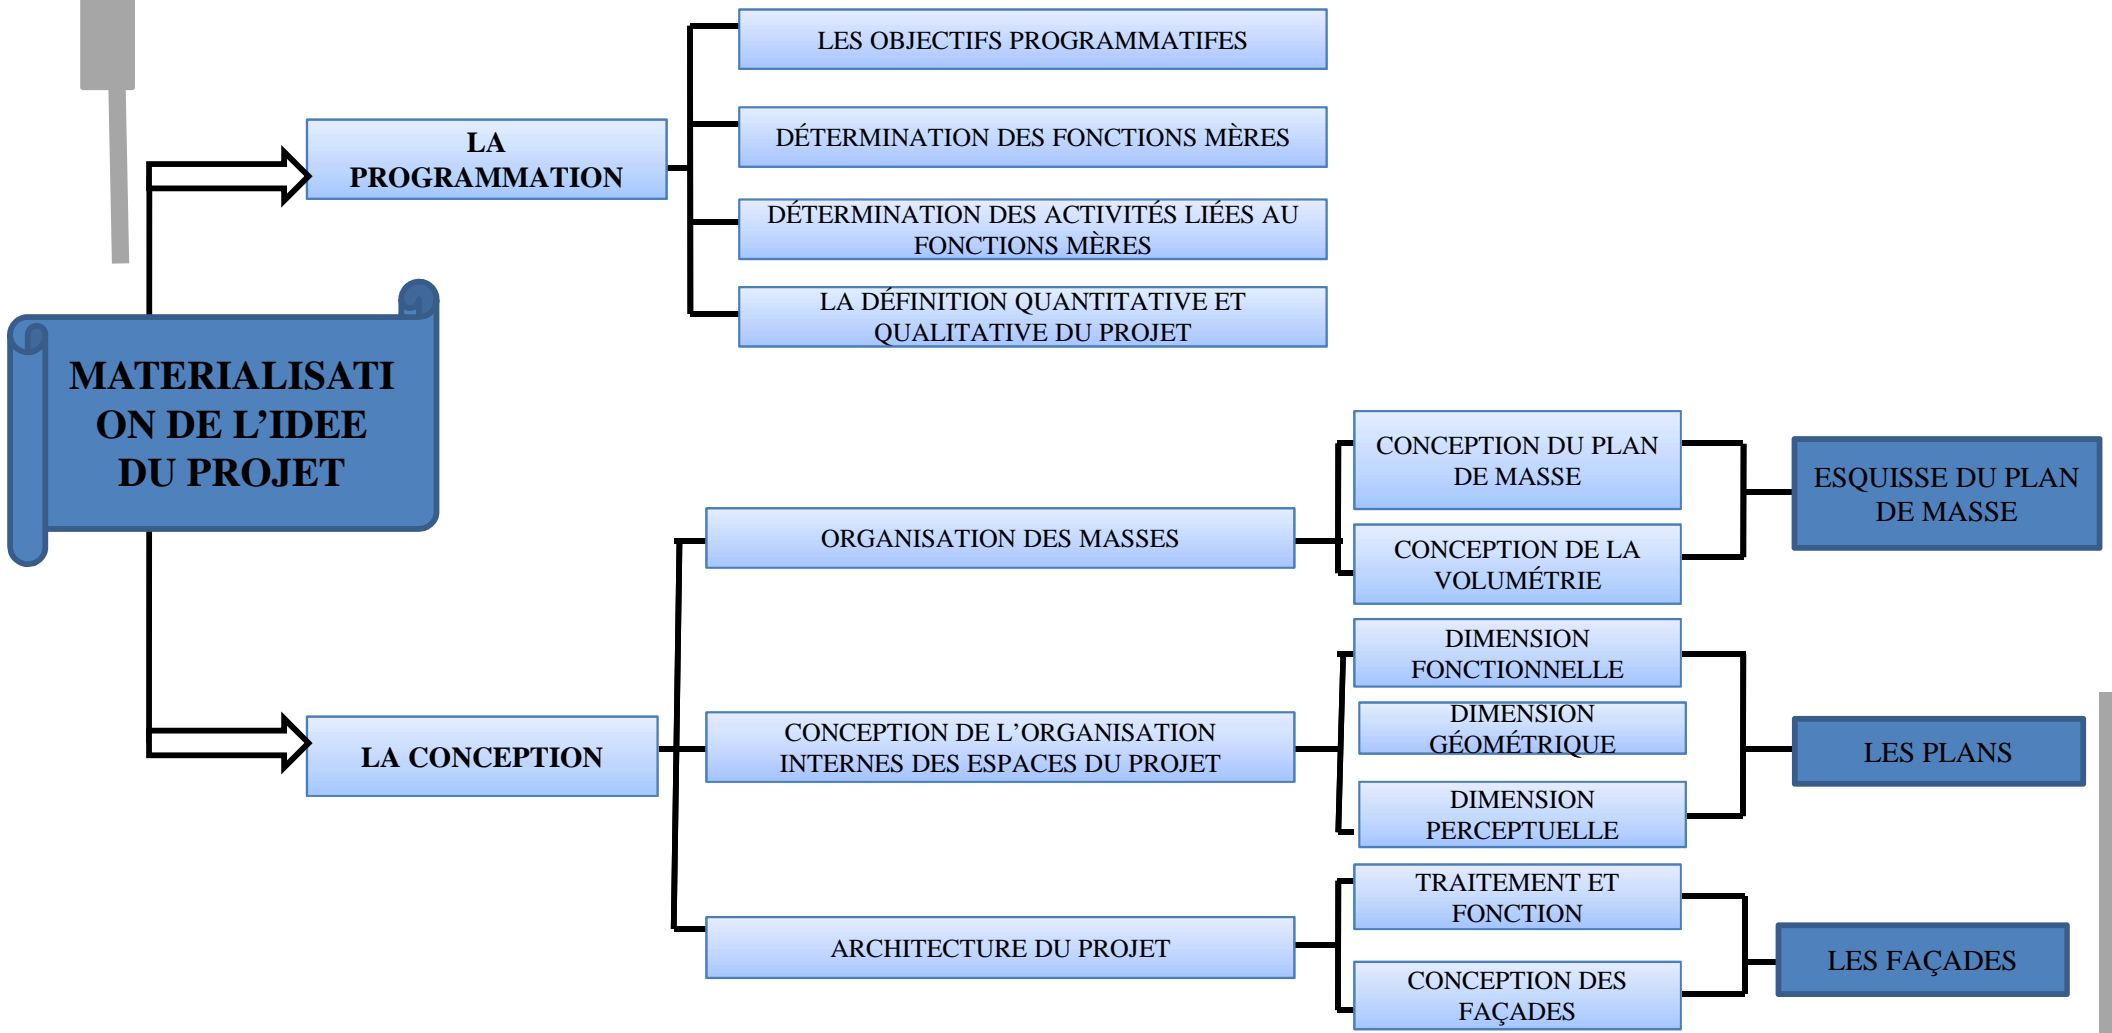 LES OBJECTIFS PROGRAMMATIFES
LA
PROGRAMMATION
DÉTERMINATION DES FONCTIONS MÈRES
DÉTERMINATION DES ACTIVITÉS LIÉES AU
FONCTIONS MÈRES
LA DÉFINITION QUANTITATIVE ET
QUALITATIVE DU PROJET
MATERIALISATI
ON DE L’IDEE
DU PROJET
LA CONCEPTION
ORGANISATION DES MASSES
CONCEPTION DU PLAN
DE MASSE
CONCEPTION DE LA
VOLUMÉTRIE
ESQUISSE DU PLAN
DE MASSE
CONCEPTION DE L’ORGANISATION
INTERNES DES ESPACES DU PROJET
DIMENSION
FONCTIONNELLE
DIMENSION
GÉOMÉTRIQUE
DIMENSION
PERCEPTUELLE
LES PLANS
ARCHITECTURE DU PROJET
TRAITEMENT ET
FONCTION
CONCEPTION DES
FAÇADES
LES FAÇADES